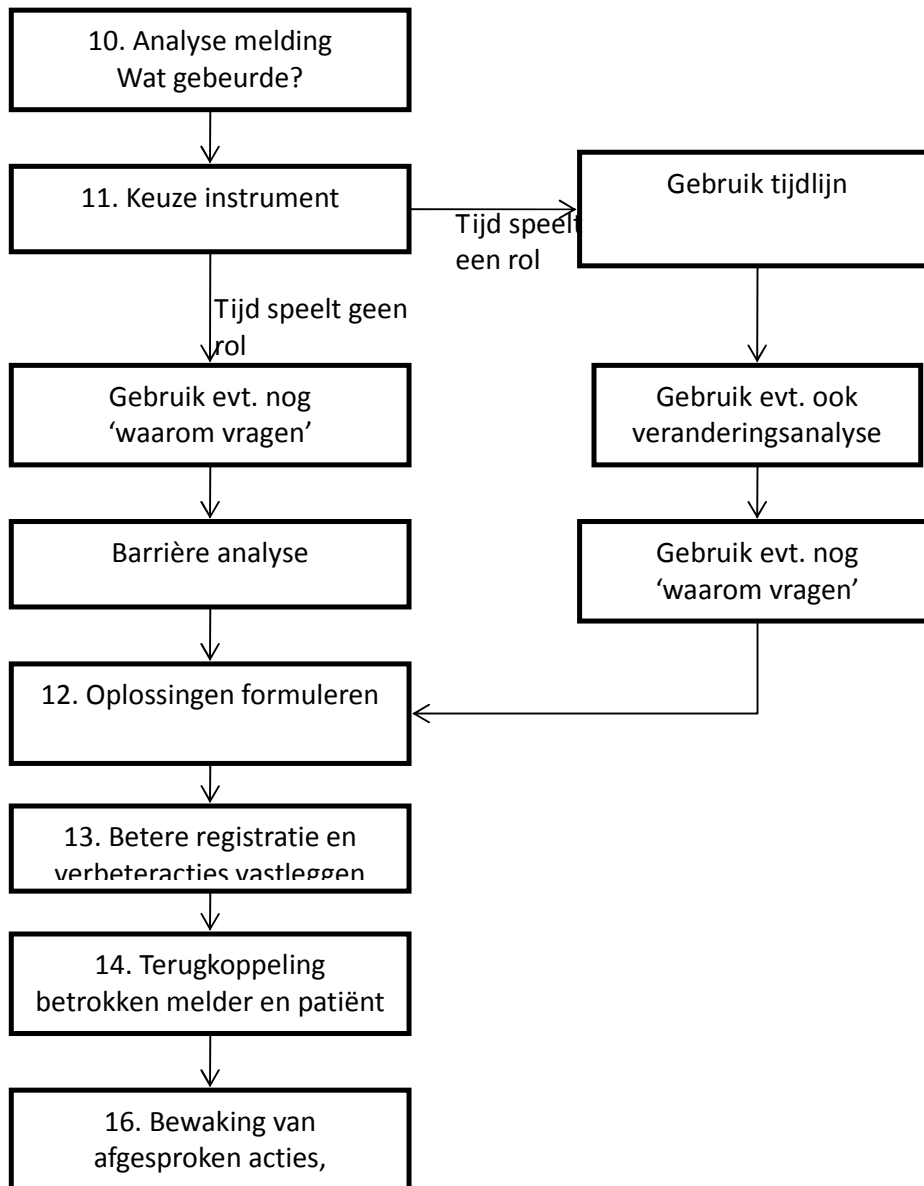 10. Analyse melding
Wat gebeurde?
11. Keuze instrument
Tijd speelt
een rol
Gebruik tijdlijn
Tijd speelt geen
rol
Gebruik evt. nog
‘waarom vragen’
Gebruik evt. ook
veranderingsanalyse
Barrière analyse
Gebruik evt. nog
‘waarom vragen’
12. Oplossingen formuleren
13. Betere registratie en
verbeteracties vastleggen
14. Terugkoppeling
betrokken melder en patiënt
16. Bewaking van
afgesproken acties,